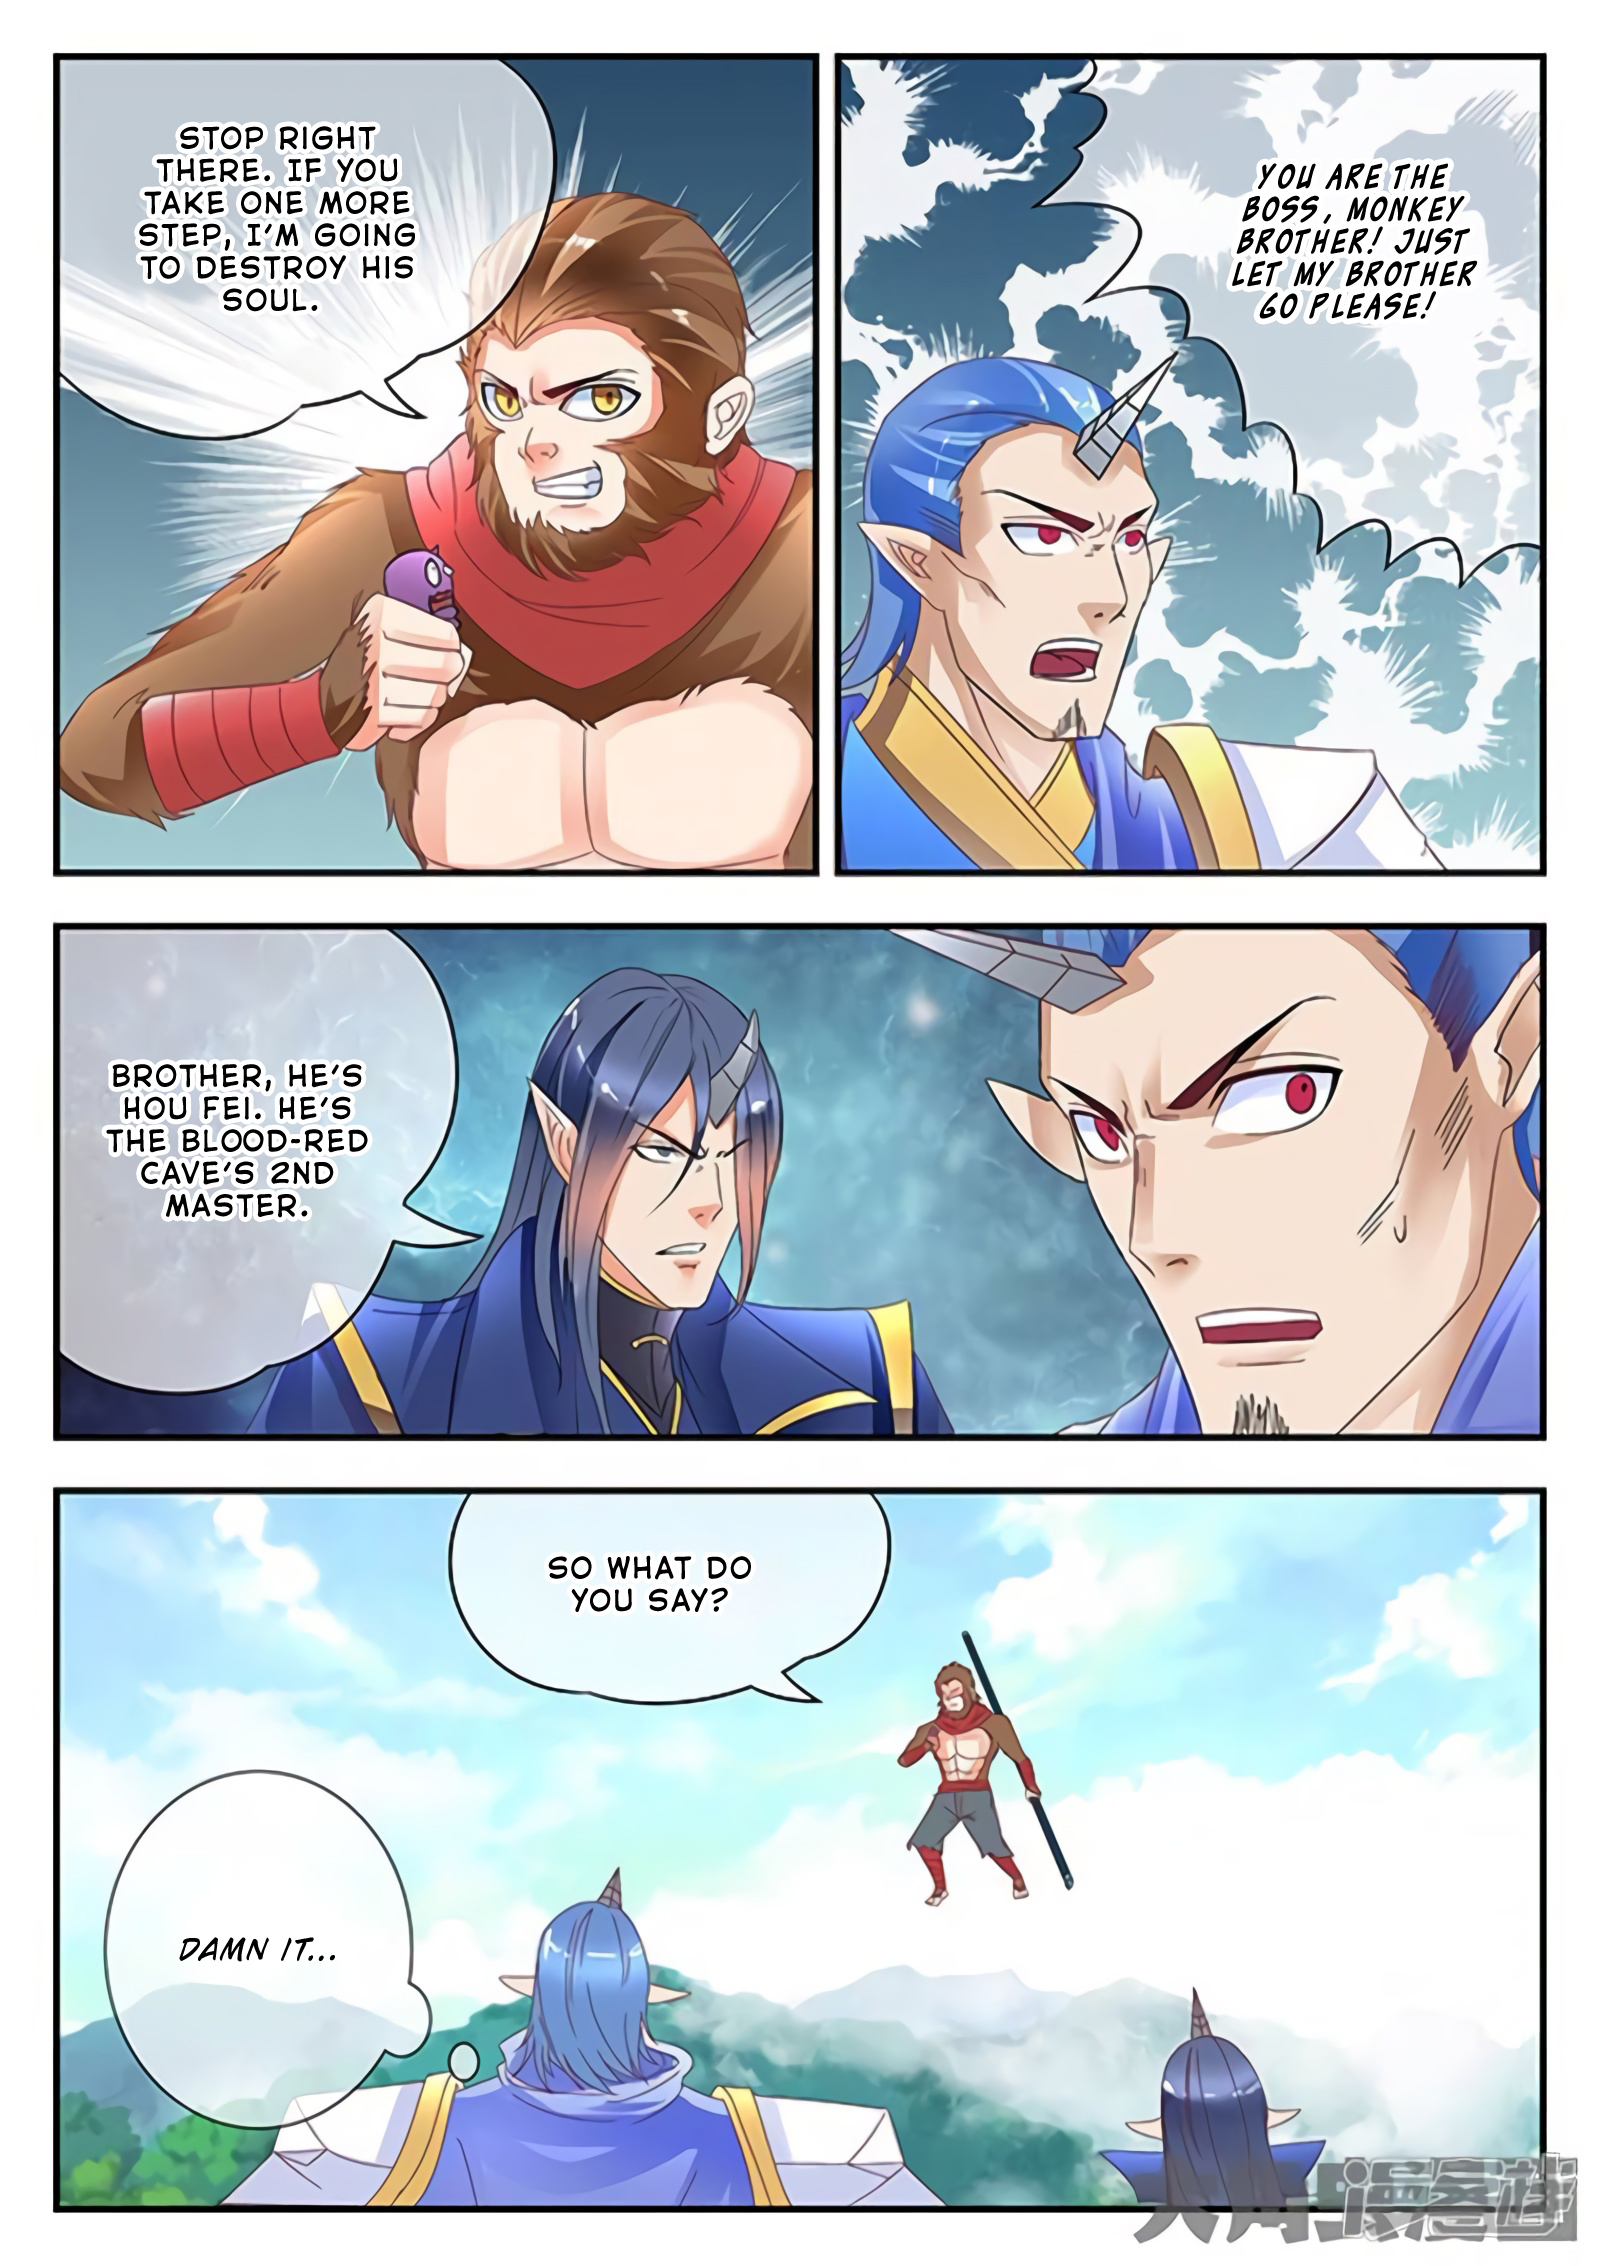 STOP RIGHT
THERE. IF YOU
TAKE ONE MORE
STEP, I'M GOING
TO DESTROY HIS
SOUL.
YOU ARE THE
BOSS, MONKEY
BROTHER! JUST
LET MY BROTHER
GO PLEASE!
BROTHER, HE'S
HOU FEI. HE'S
THE BLOOD-RED
CAVE'S 2ND
MASTER.
SO WHAT DO
YOU SAY?
DAMN IT...